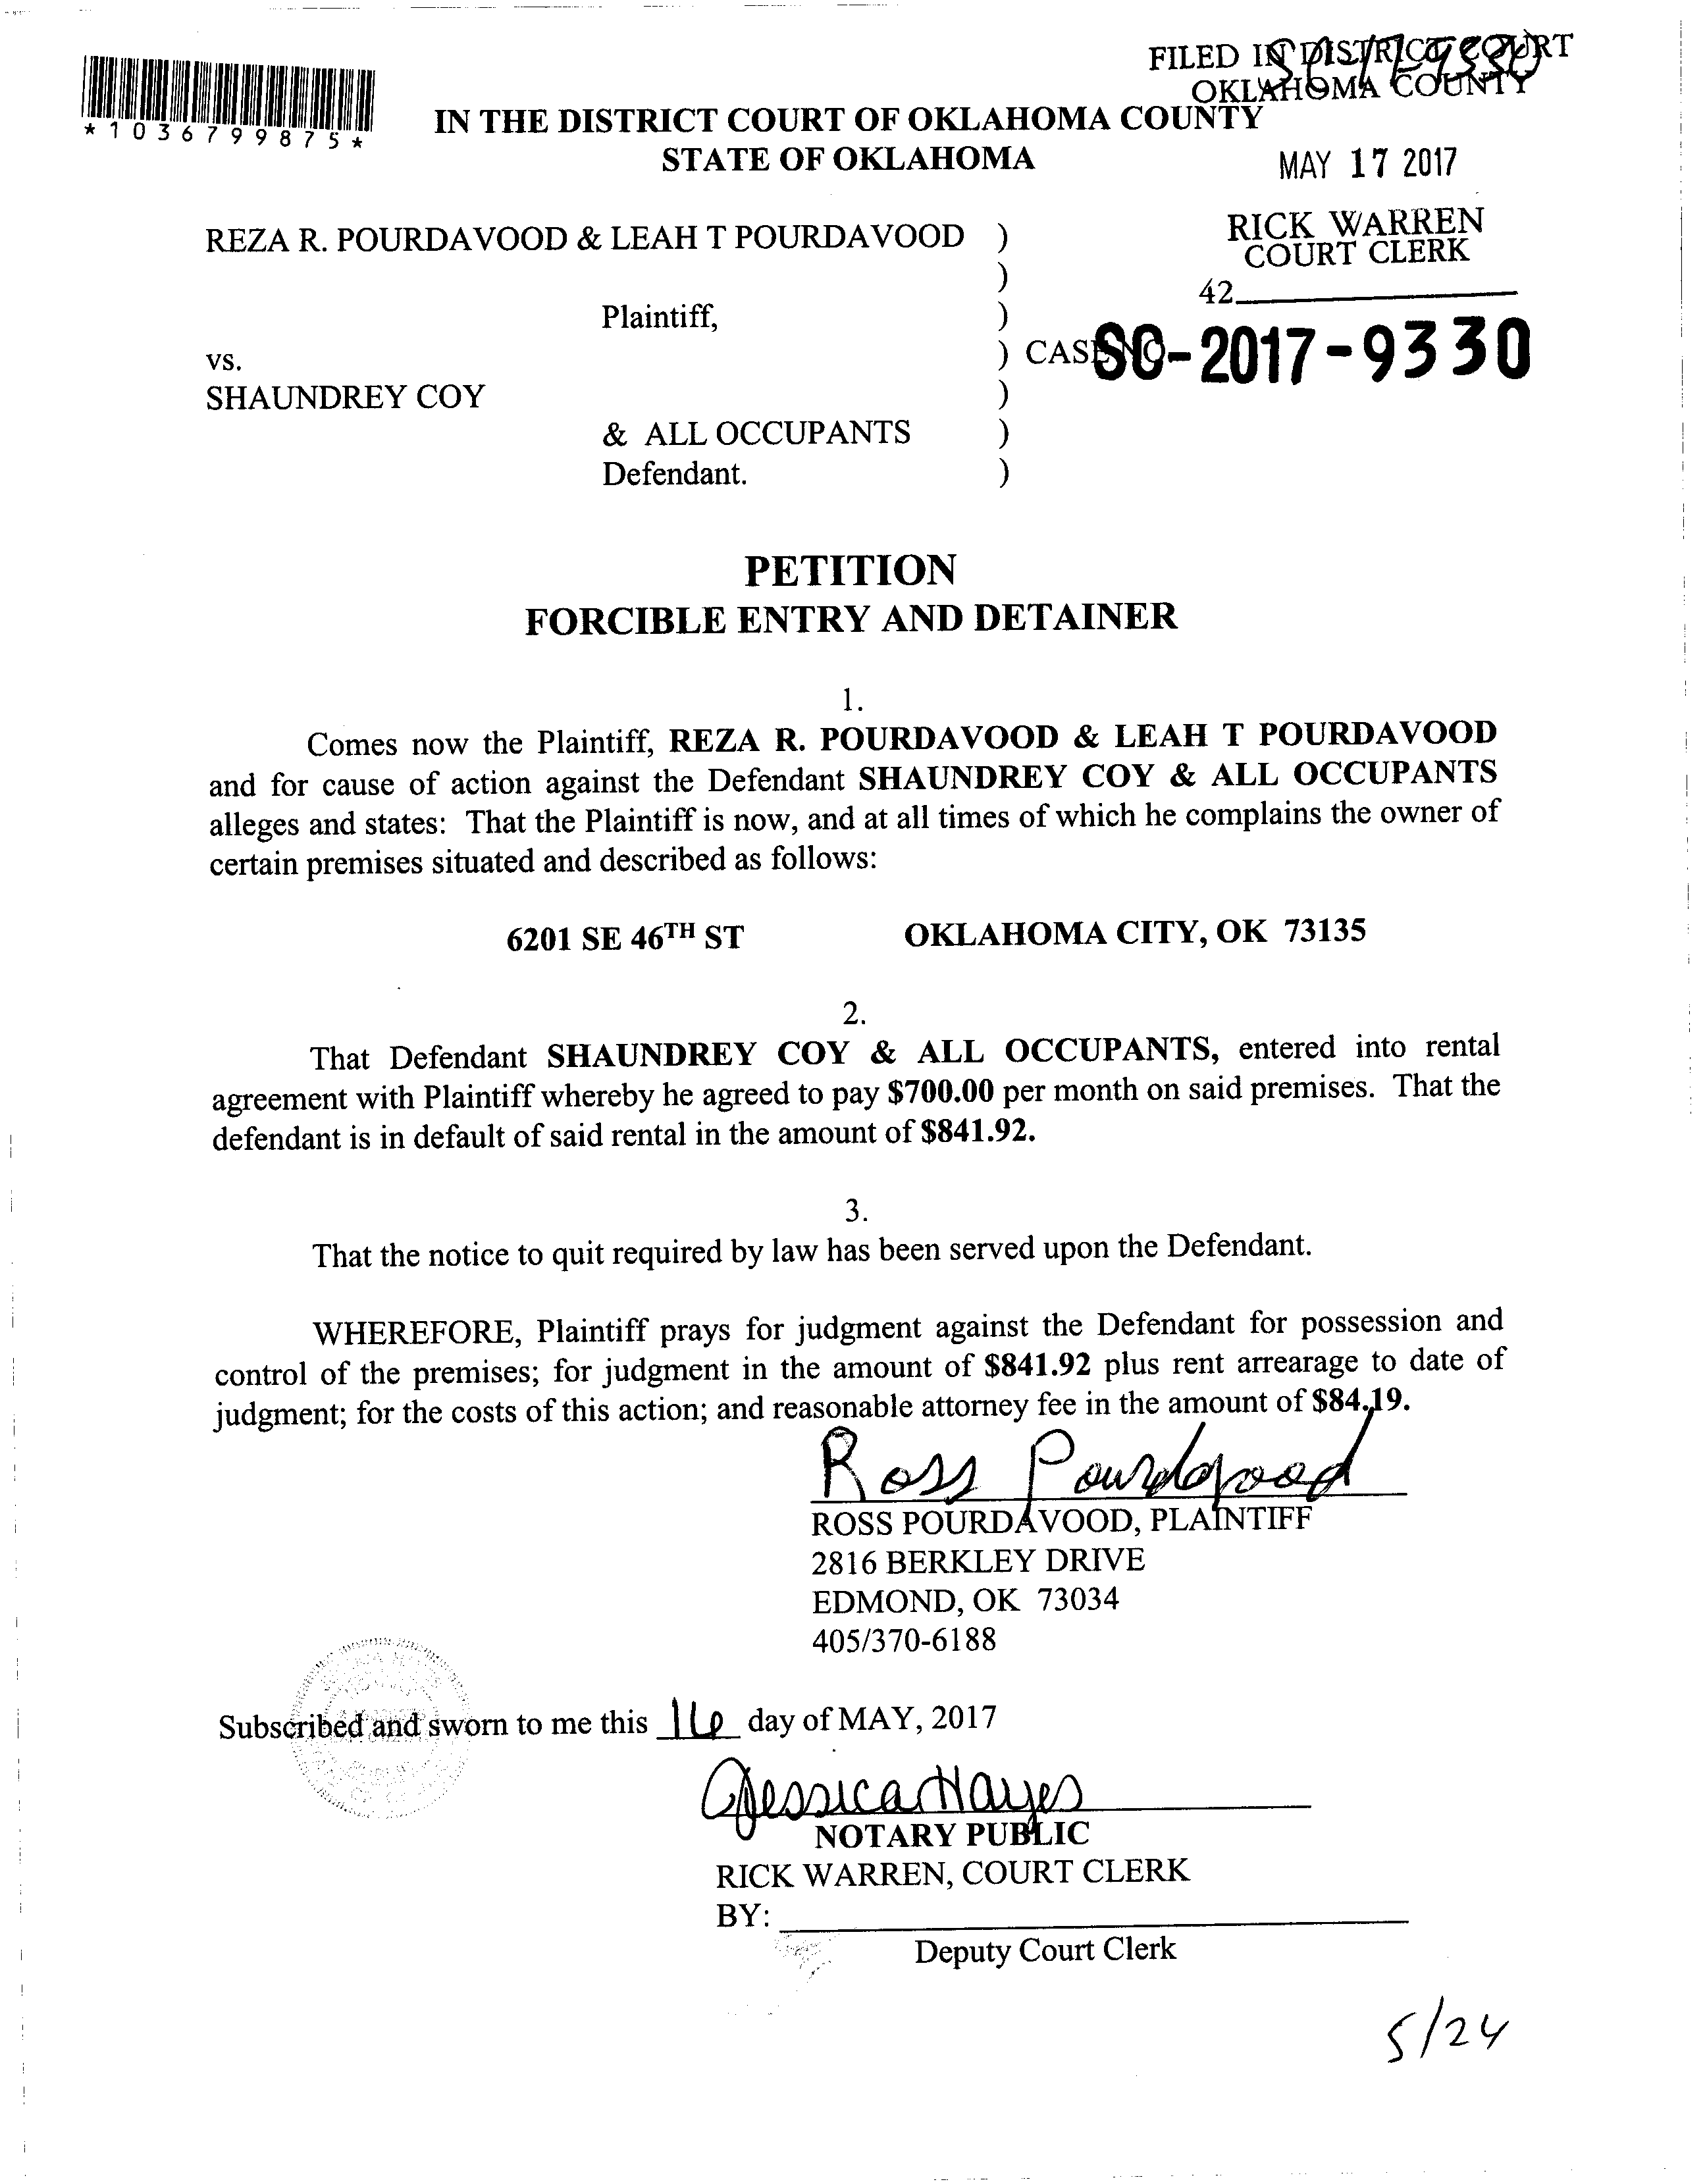 FILED IN DISTRICT COURT
OKLAHOMA COUNTY
*1036799875*
IN THE DISTRICT COURT OF OKLAHOMA COUNTY
STATE OF OKLAHOMA
MAY 17 2017
REZA R. POURDAVOOD & LEAH T POURDAVOOD )
RICK WARREN
COURT CLERK
)
42
Plaintiff, )
vs. ) CASE NO
SC-2017-9330
SHAUNDREY COY )
& ALL OCCUPANTS )
Defendant. )
PETITION
FORCIBLE ENTRY AND DETAINER
1.
Comes now the Plaintiff, REZA R. POURDAVOOD & LEAH T POURDAVOOD
and for cause of action against the Defendant SHAUNDREY COY & ALL OCCUPANTS
alleges and states: That the Plaintiff is now, and at all times of which he complains the owner of
certain premises situated and described as follows:
6201 SE 46TH ST OKLAHOMA CITY, OK 73135
2.
That Defendant SHAUNDREY COY & ALL OCCUPANTS, entered into rental
agreement with Plaintiff whereby he agreed to pay $700.00 per month on said premises. That the
defendant is in default of said rental in the amount of $841.92.
3.
That the notice to quit required by law has been served upon the Defendant.
WHEREFORE, Plaintiff prays for judgment against the Defendant for possession and
control of the premises; for judgment in the amount of $841.92 plus rent arrearage to date of
judgment; for the costs of this action; and reasonable attorney fee in the amount of $84.19.
Ross Pourdavood
ROSS POURDAVOOD, PLAINTIFF
2816 BERKLEY DRIVE
EDMOND, OK 73034
405/370-6188
Subscribed and sworn to me this 16 day of MAY, 2017
Jessica Hayes
NOTARY PUBLIC
RICK WARREN, COURT CLERK
BY:
Deputy Court Clerk
5/24